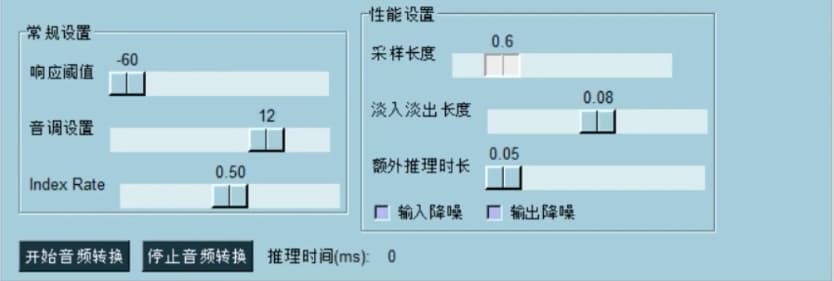 常规设置
响应阈值 -60
音调设置 12
Index Rate 0.50
性能设置
采样长度 0.6
淡入淡出长度 0.08
额外推理时长 0.05
输入降噪 输出降噪
开始音频转换 停止音频转换 推理时间(ms): 0